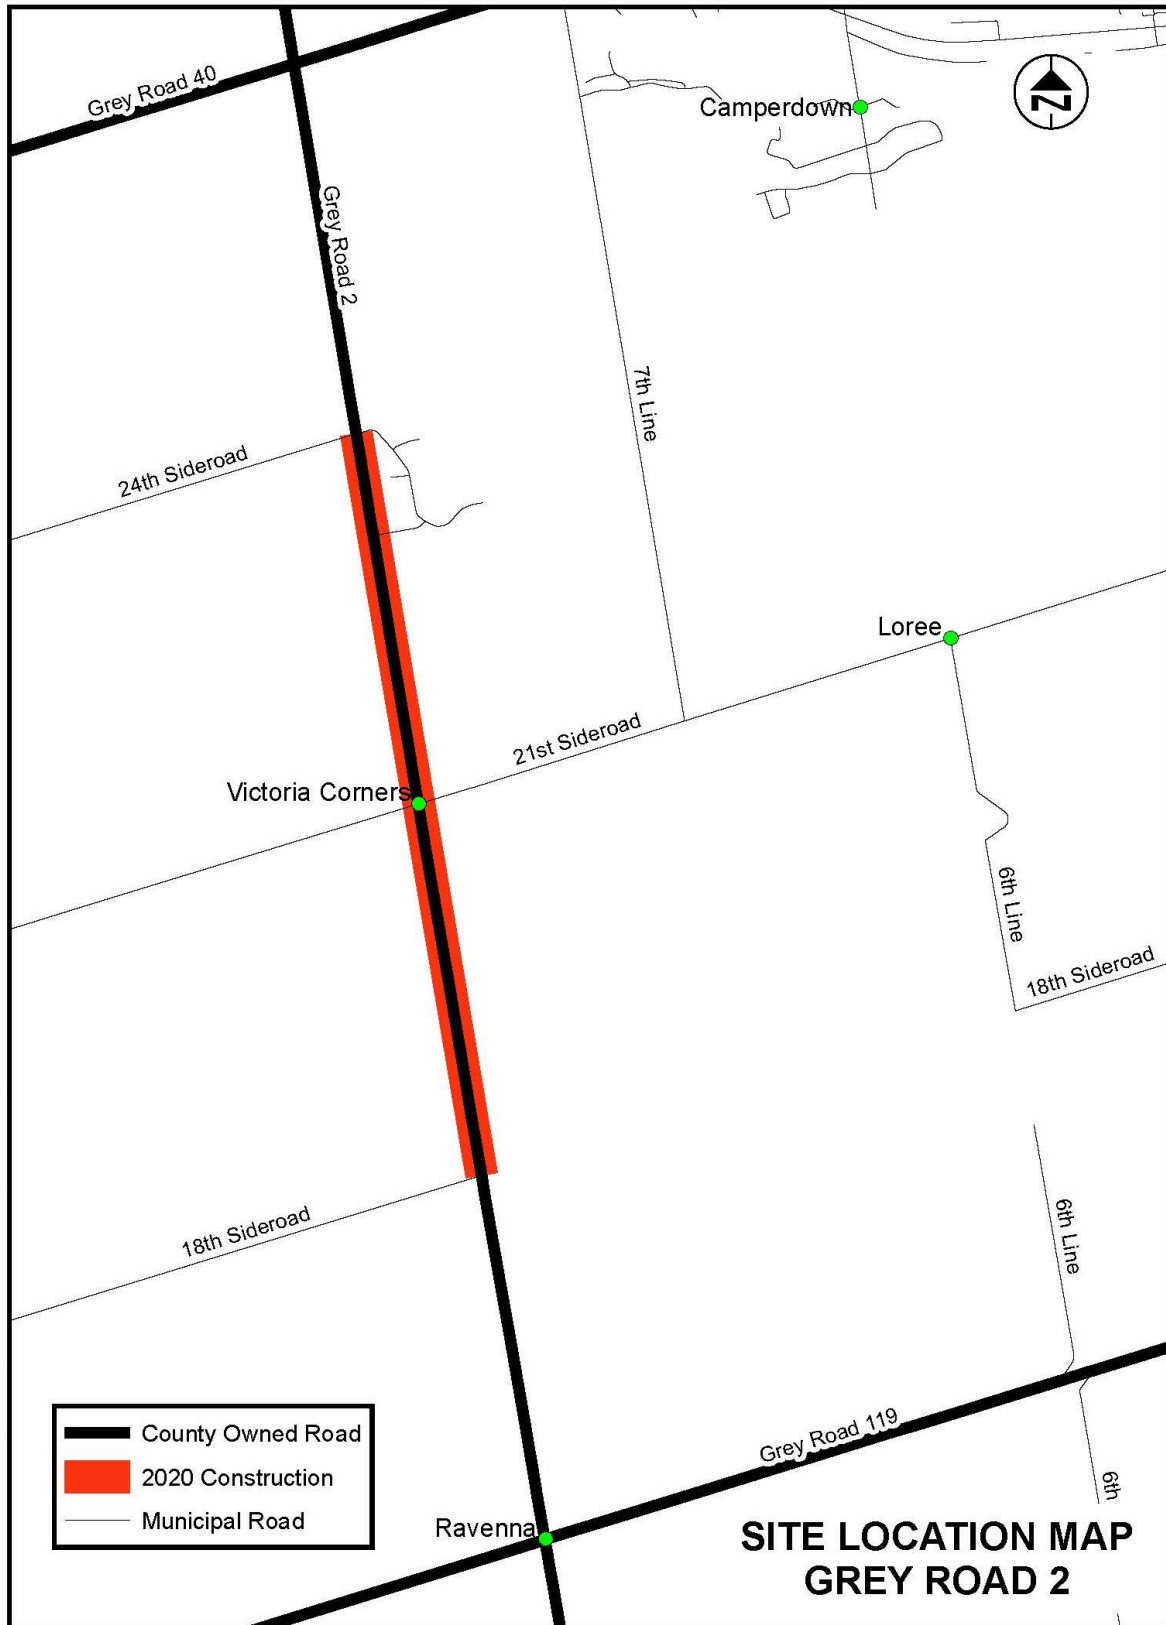 Grey Road 40
Camperdown
N
Grey Road 2
7th Line
24th Sideroad
Loree
21st Sideroad
Victoria Corners
6th Line
18th Sideroad
18th Sideroad
6th Line
County Owned Road
2020 Construction
Municipal Road
Grey Road 119
6th
Ravenna
SITE LOCATION MAP
GREY ROAD 2